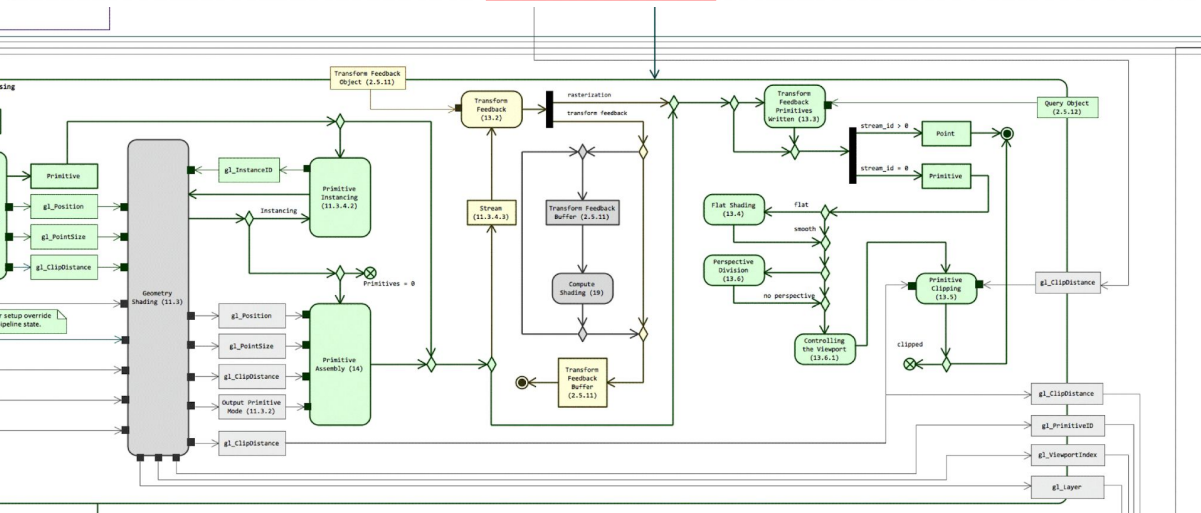 sing
Primitive
gl_Position
gl_PointSize
gl_ClipDistance
r setup override
ipeline state.
Geometry
Shading (11.3)
gl_InstanceID
Primitive
Instancing
(11.3.4.2)
Instancing
Primitives = 0
gl_Position
gl_PointSize
gl_ClipDistance
Output Primitive
Mode (11.3.2)
gl_ClipDistance
Primitive
Assembly (14)
Transform Feedback
Object (2.5.11)
Transform
Feedback
(13.2)
rasterization
transform feedback
Stream
(11.3.4.3)
Transform Feedback
Buffer (2.5.11)
Compute
Shading (19)
Transform
Feedback
Buffer
(2.5.11)
Transform
Feedback
Primitives
Written (13.3)
Query Object
(2.5.12)
stream_id > 0
Point
stream_id = 0
Primitive
Flat Shading
(13.4)
flat
smooth
Perspective
Division
(13.6)
no perspective
Controlling
the Viewport
(13.6.1)
Primitive
Clipping
(13.5)
clipped
gl_ClipDistance
gl_ClipDistance
gl_PrimitiveID
gl_ViewportIndex
gl_Layer